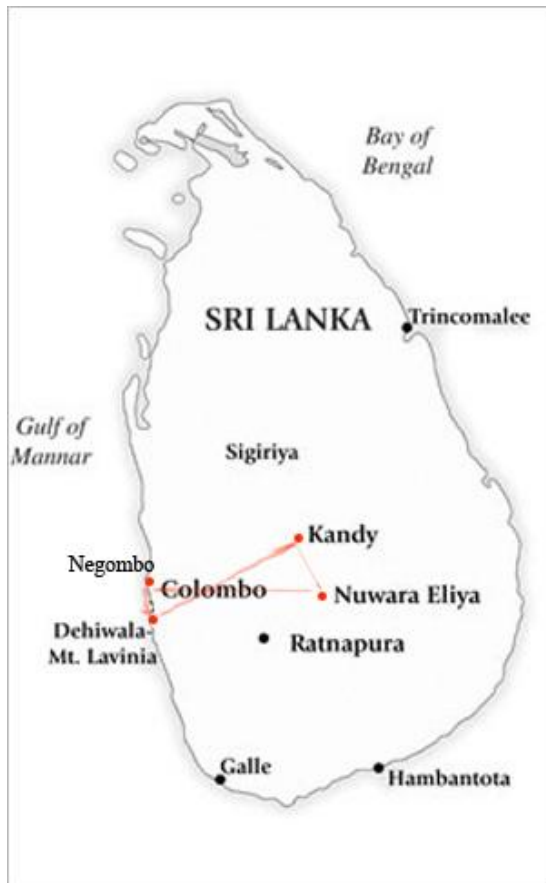 Bay of
Bengal
SRI LANKA
Trincomalee
Gulf of
Mannar
Sigiriya
Kandy
Negombo
Colombo
Nuwara Eliya
Dehiwala-
Mt. Lavinia
Ratnapura
Galle
Hambantota